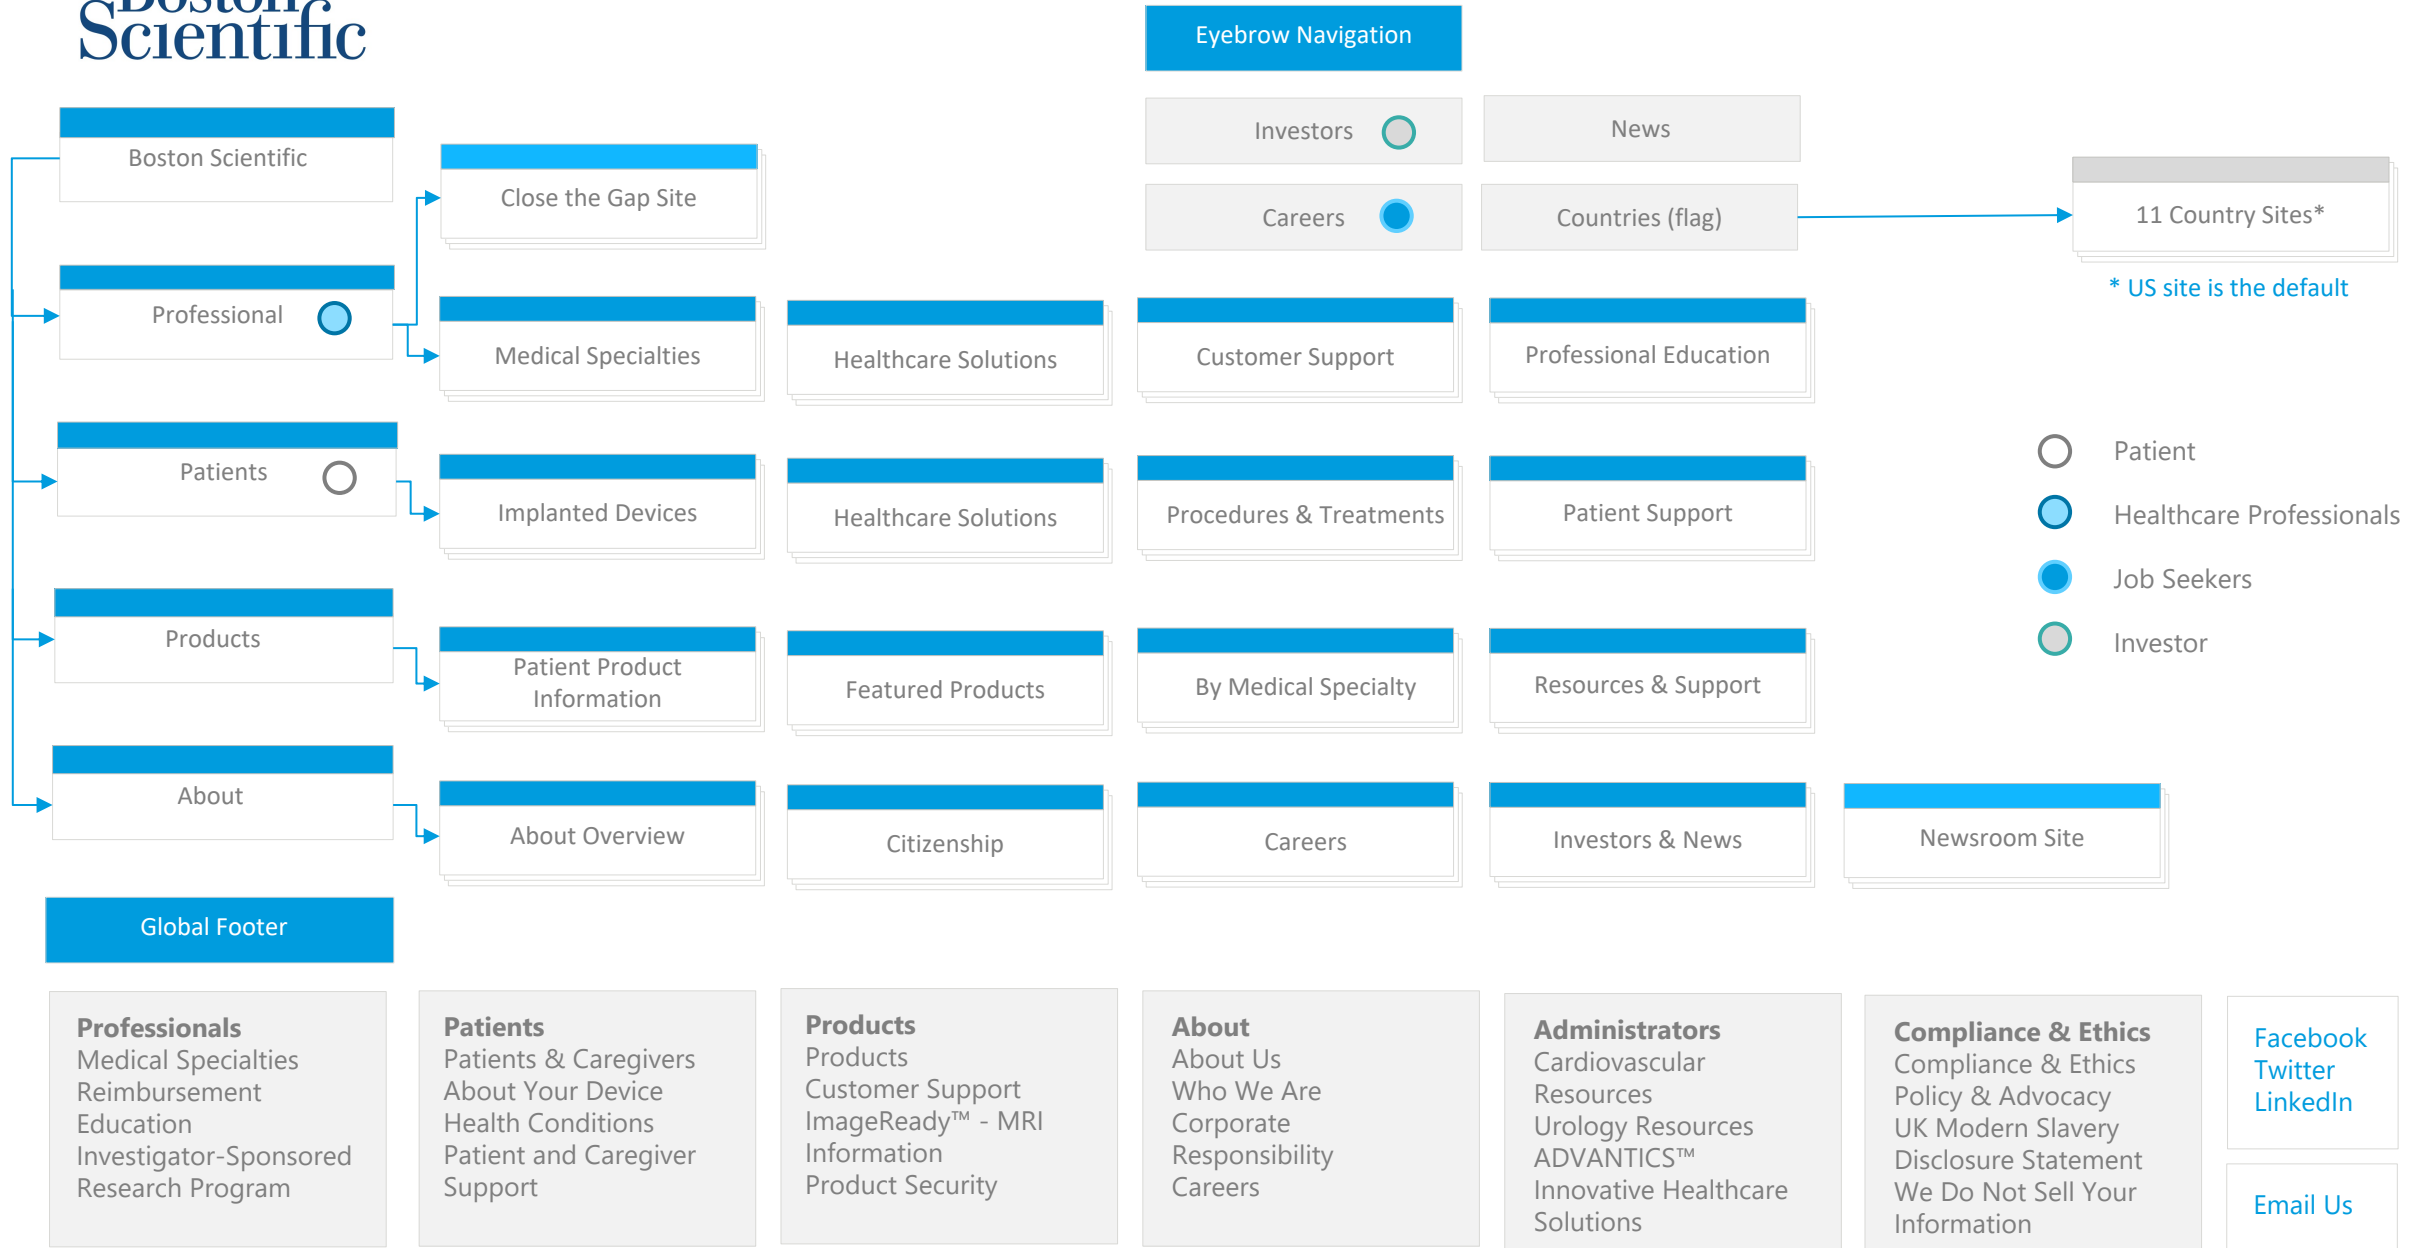 Boston
Scientific
Eyebrow Navigation
Investors
News
Careers
Countries (flag)
11 Country Sites*
* US site is the default
Boston Scientific
Close the Gap Site
Professional
Medical Specialties
Healthcare Solutions
Customer Support
Professional Education
Patients
Implanted Devices
Healthcare Solutions
Procedures & Treatments
Patient Support
Products
Patient Product
Information
Featured Products
By Medical Specialty
Resources & Support
About
About Overview
Citizenship
Careers
Investors & News
Newsroom Site
Patient
Healthcare Professionals
Job Seekers
Investor
Global Footer
Professionals
Medical Specialties
Reimbursement
Education
Investigator-Sponsored
Research Program
Patients
Patients & Caregivers
About Your Device
Health Conditions
Patient and Caregiver
Support
Products
Products
Customer Support
ImageReady™ - MRI
Information
Product Security
About
About Us
Who We Are
Corporate
Responsibility
Careers
Administrators
Cardiovascular
Resources
Urology Resources
ADVANTICS™
Innovative Healthcare
Solutions
Compliance & Ethics
Compliance & Ethics
Policy & Advocacy
UK Modern Slavery
Disclosure Statement
We Do Not Sell Your
Information
Facebook
Twitter
LinkedIn
Email Us